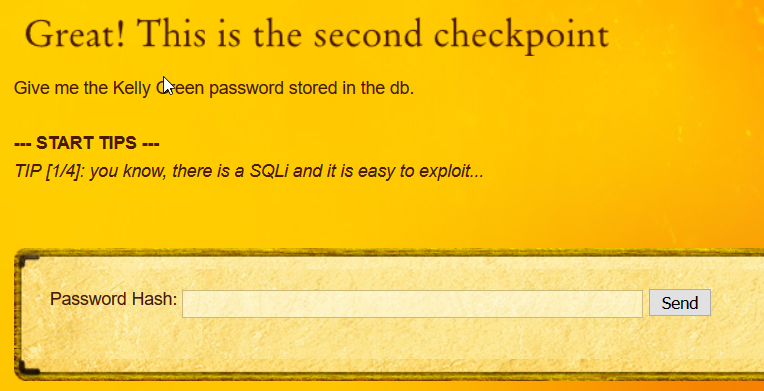 Great! This is the second checkpoint
Give me the Kelly Green password stored in the db.
--- START TIPS ---
TIP [1/4]: you know, there is a SQLi and it is easy to exploit...
Password Hash:
Send